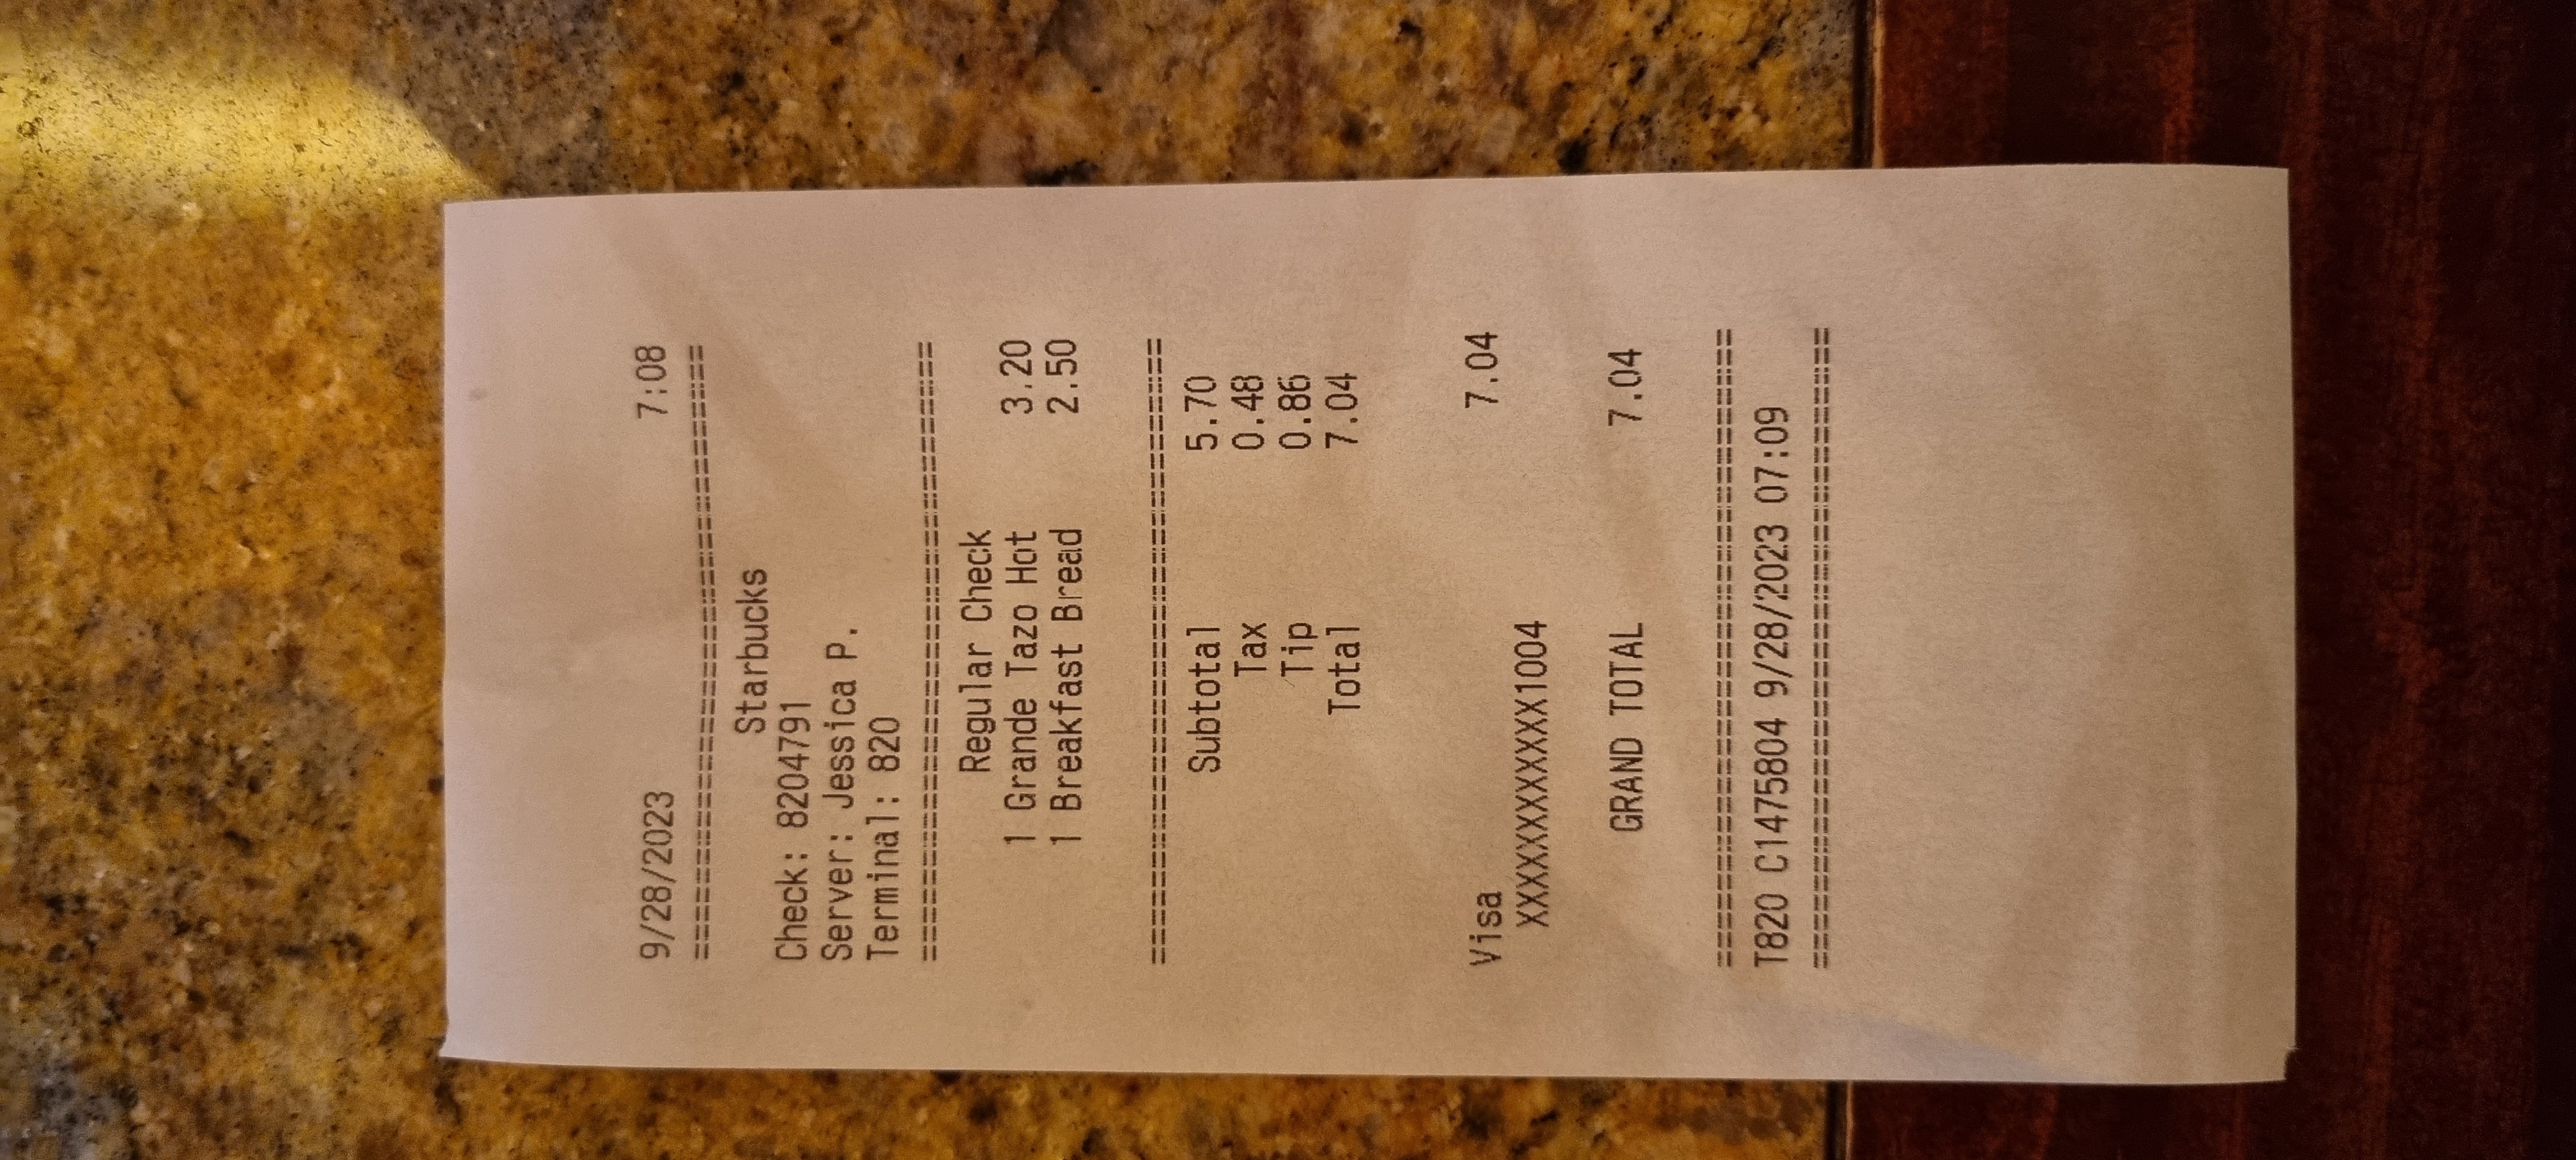 9/28/2023 7:08
==============================
Starbucks
Check: 8204791
Server: Jessica P.
Terminal: 820
==============================
Regular Check
1 Grande Tazo Hot 3.20
1 Breakfast Bread 2.50
==============================
Subtotal 5.70
Tax 0.48
Tip 0.86
Total 7.04
Visa 7.04
XXXXXXXXXXXX1004
GRAND TOTAL 7.04
==============================
T820 C1475804 9/28/2023 07:09
==============================